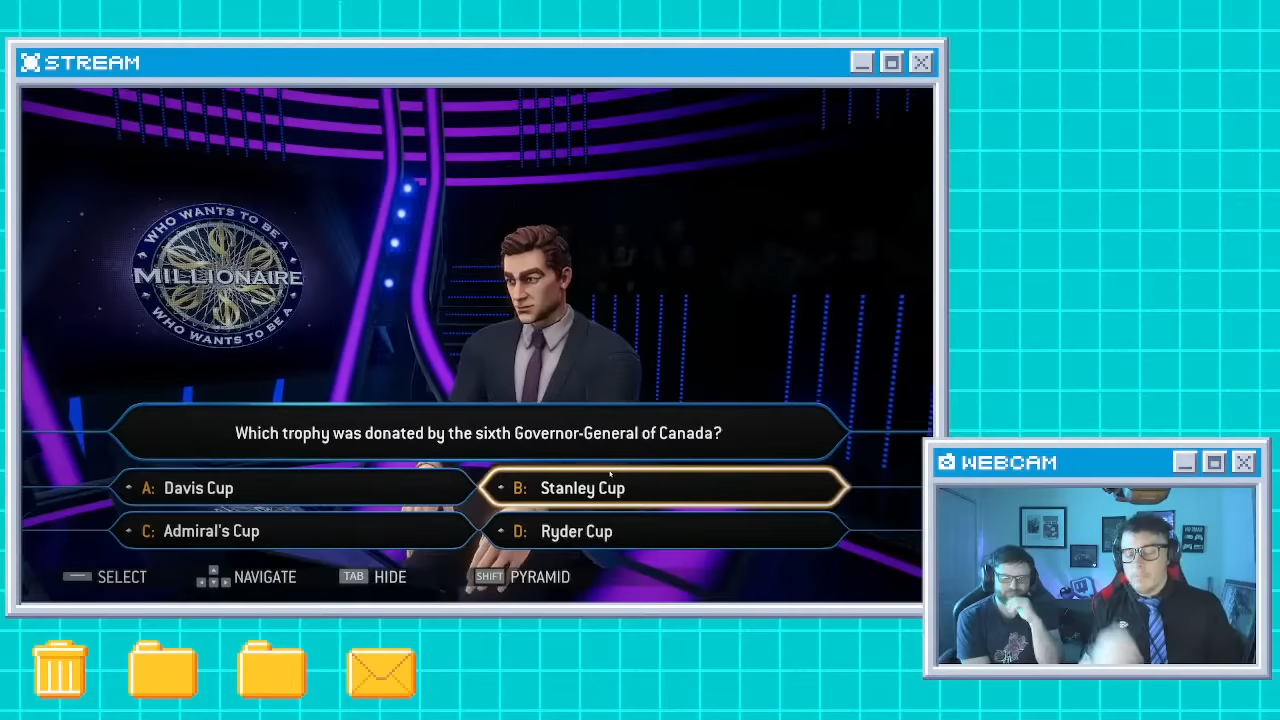 STREAM
WHO WANTS TO BE A
MILLIONAIRE
WHO WANTS TO BE A
Which trophy was donated by the sixth Governor-General of Canada?
A: Davis Cup
B: Stanley Cup
C: Admiral's Cup
D: Ryder Cup
SELECT
NAVIGATE
TAB HIDE
SHIFT PYRAMID
WEBCAM